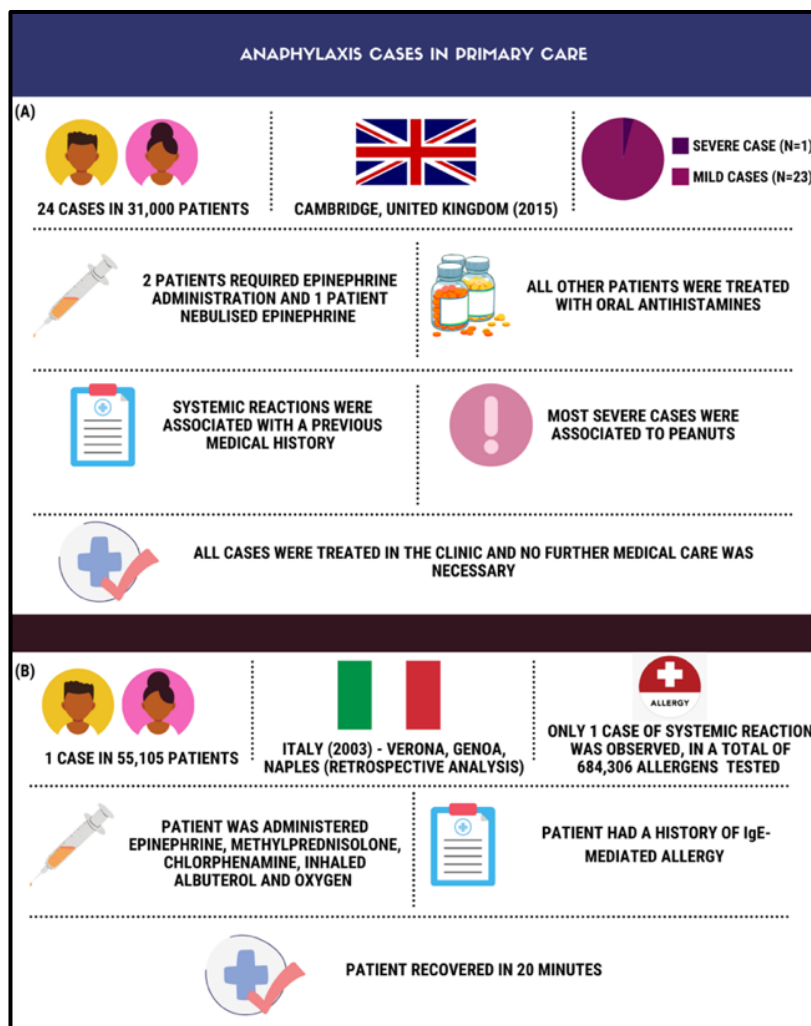 ANAPHYLAXIS CASES IN PRIMARY CARE
(A)
24 CASES IN 31,000 PATIENTS
CAMBRIDGE, UNITED KINGDOM (2015)
SEVERE CASE (N=1)
MILD CASES (N=23)
2 PATIENTS REQUIRED EPINEPHRINE
ADMINISTRATION AND 1 PATIENT
NEBULISED EPINEPHRINE
ALL OTHER PATIENTS WERE TREATED
WITH ORAL ANTIHISTAMINES
SYSTEMIC REACTIONS WERE
ASSOCIATED WITH A PREVIOUS
MEDICAL HISTORY
MOST SEVERE CASES WERE
ASSOCIATED TO PEANUTS
ALL CASES WERE TREATED IN THE CLINIC AND NO FURTHER MEDICAL CARE WAS
NECESSARY
(B)
1 CASE IN 55,105 PATIENTS
ITALY (2003) - VERONA, GENOA,
NAPLES (RETROSPECTIVE ANALYSIS)
ALLERGY
ONLY 1 CASE OF SYSTEMIC REACTION
WAS OBSERVED, IN A TOTAL OF
684,306 ALLERGENS TESTED
PATIENT WAS ADMINISTERED
EPINEPHRINE, METHYLPREDNISOLONE,
CHLORPHENAMINE, INHALED
ALBUTEROL AND OXYGEN
PATIENT HAD A HISTORY OF IgE-
MEDIATED ALLERGY
PATIENT RECOVERED IN 20 MINUTES